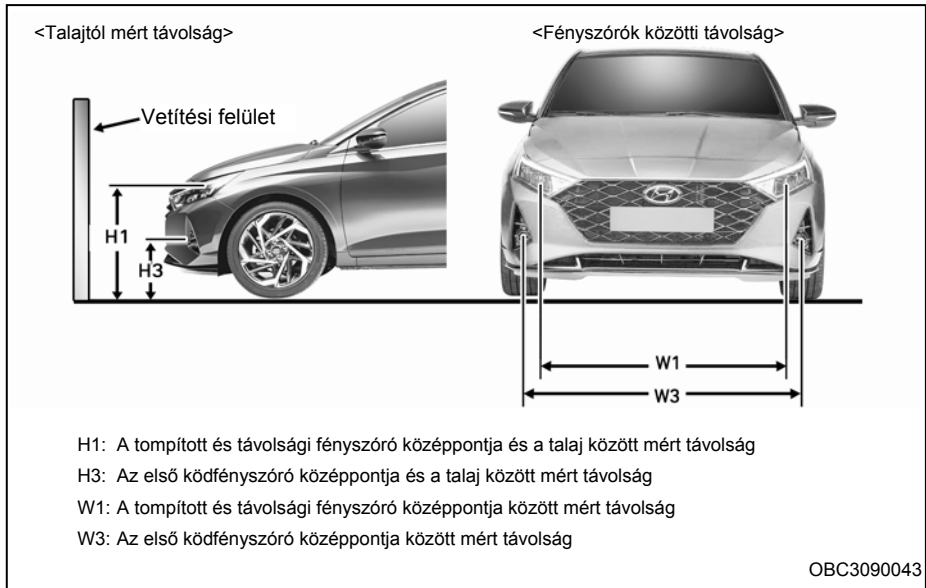 <Talajtól mért távolság>
<Fényszórók közötti távolság>
Vetítési felület
H1
H3
W1
W3
H1: A tompított és távolsági fényszóró középpontja és a talaj között mért távolság
H3: Az első ködfényszóró középpontja és a talaj között mért távolság
W1: A tompított és távolsági fényszóró középpontja között mért távolság
W3: Az első ködfényszóró középpontja között mért távolság
OBC3090043